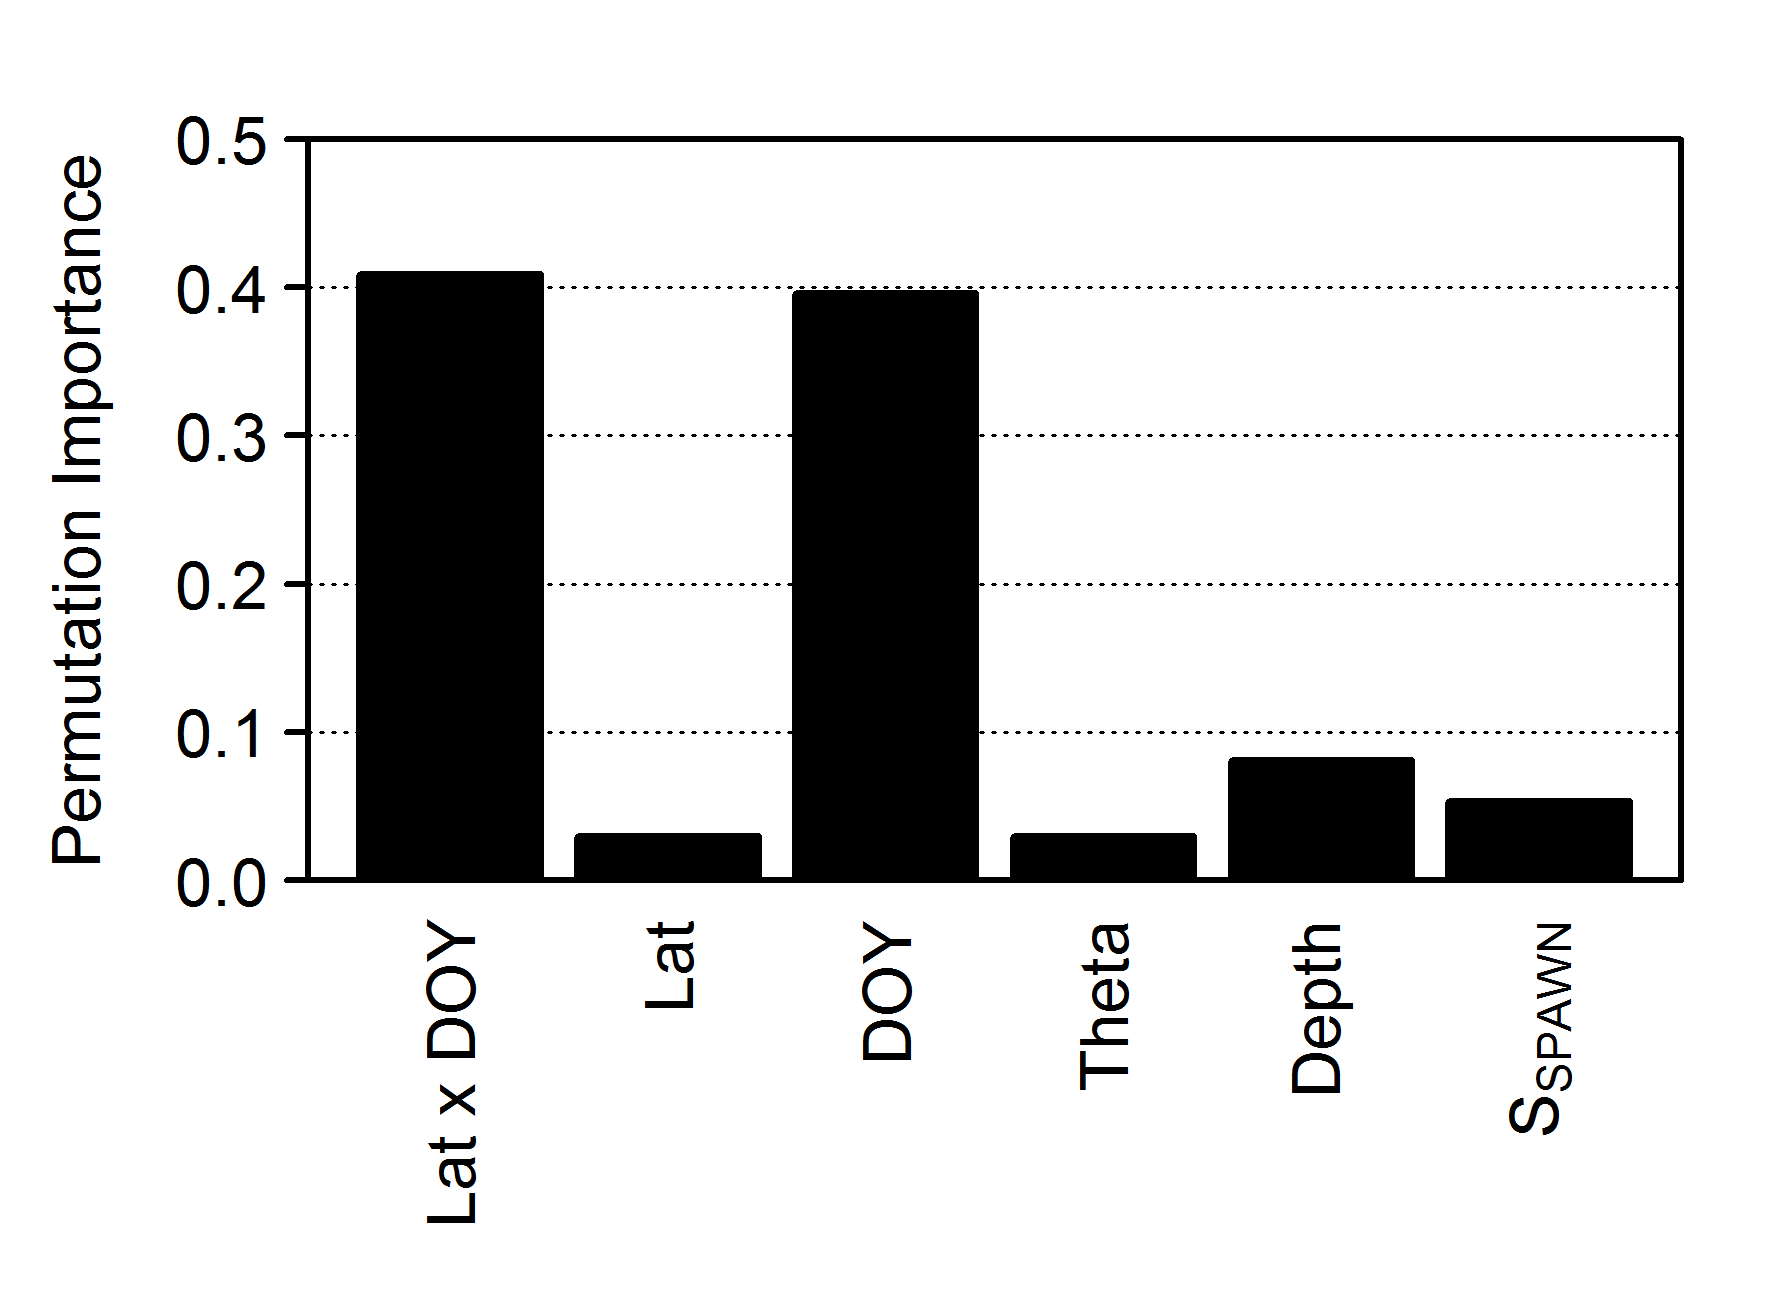 Permutation Importance
0.5
0.4
0.3
0.2
0.1
0.0
Lat x DOY
Lat
DOY
Theta
Depth
SSPAWN